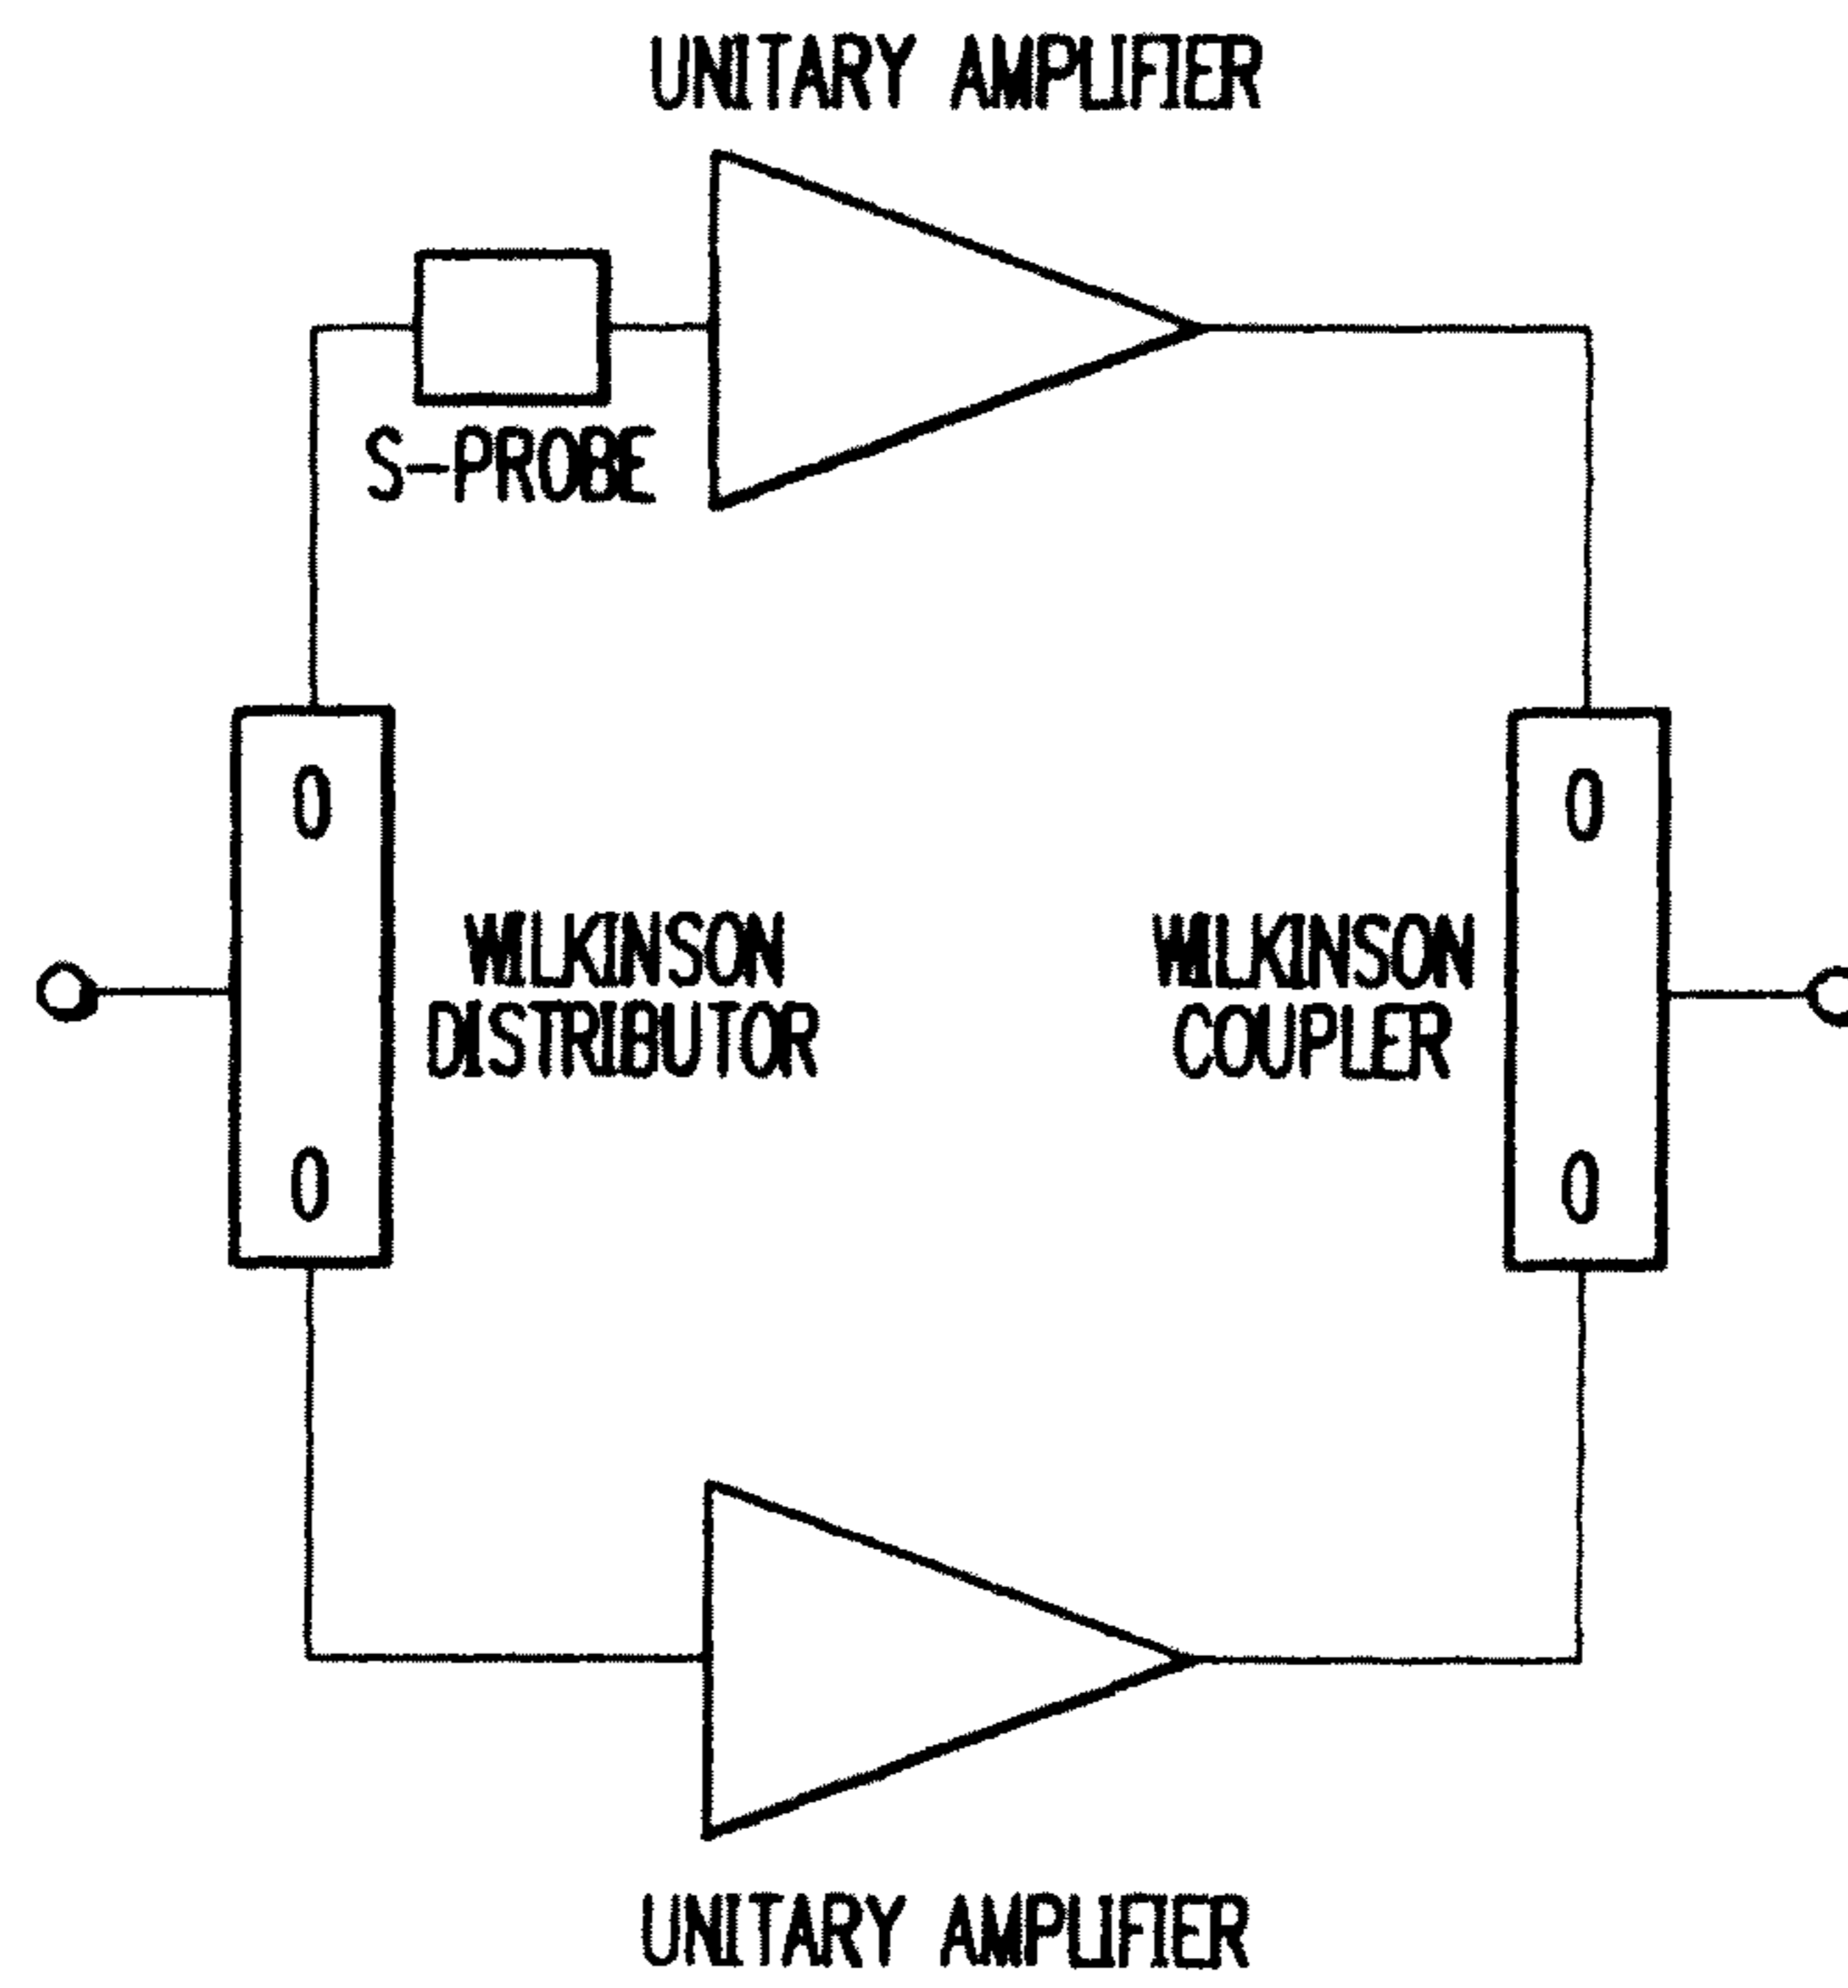 UNITARY AMPLIFIER
S-PROBE
0
0
WILKINSON
DISTRIBUTOR
WILKINSON
COUPLER
0
0
UNITARY AMPLIFIER